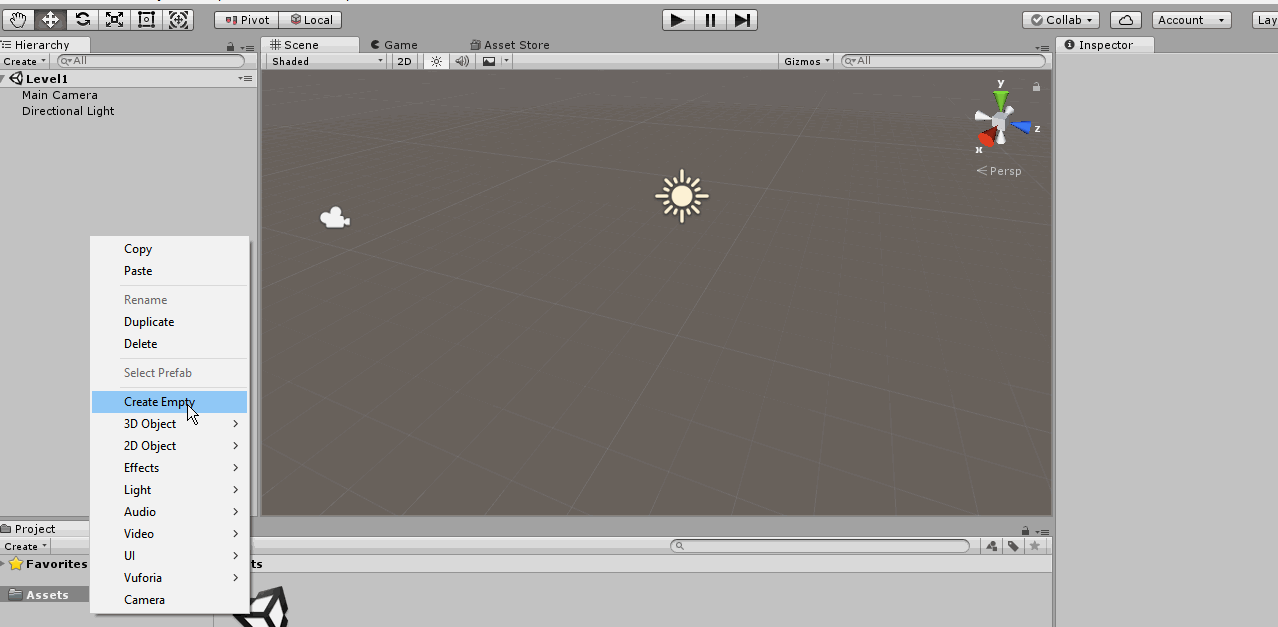 Pivot Local Collab Account Lay
Hierarchy Scene Game Asset Store Inspector
Create All Shaded 2D Gizmos All
Level1
Main Camera
Directional Light
y
z
x
Persp
Copy
Paste
Rename
Duplicate
Delete
Select Prefab
Create Empty
3D Object
2D Object
Effects
Light
Audio
Video
UI
Vuforia
Camera
Project
Create
Favorites
ts
Assets